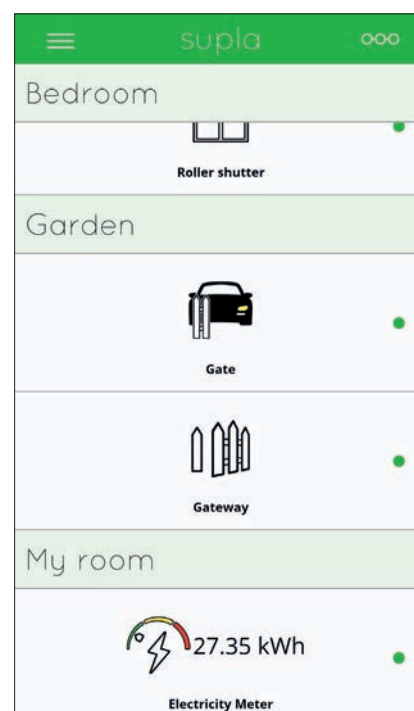 supla
Bedroom
Roller shutter
Garden
Gate
Gateway
My room
27.35 kWh
Electricity Meter